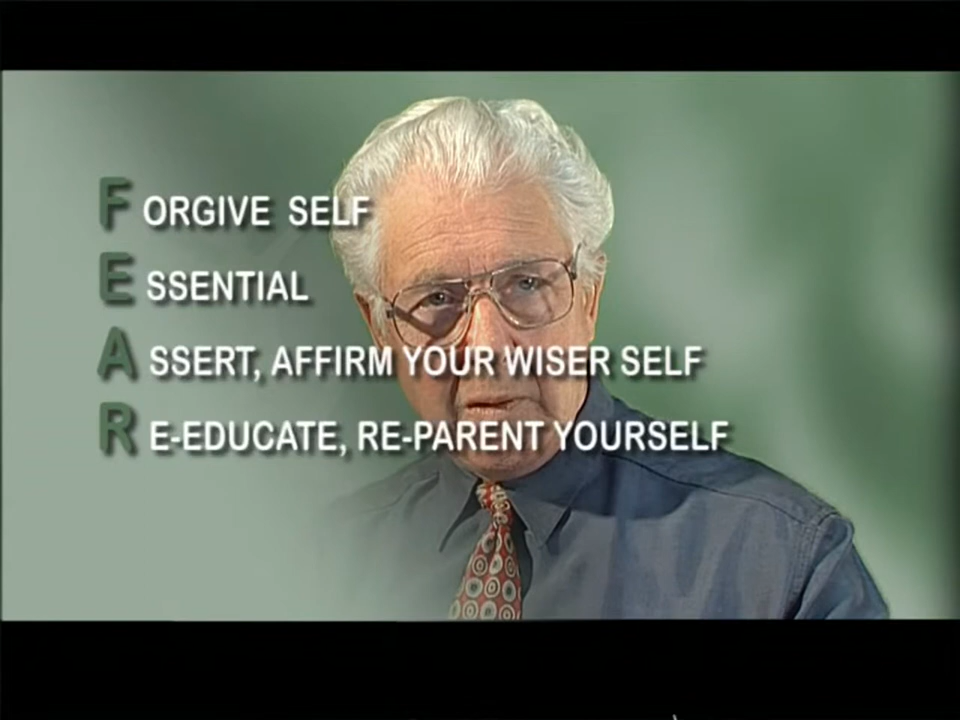 FORGIVE SELF
ESSENTIAL
ASSERT, AFFIRM YOUR WISER SELF
RE-EDUCATE, RE-PARENT YOURSELF